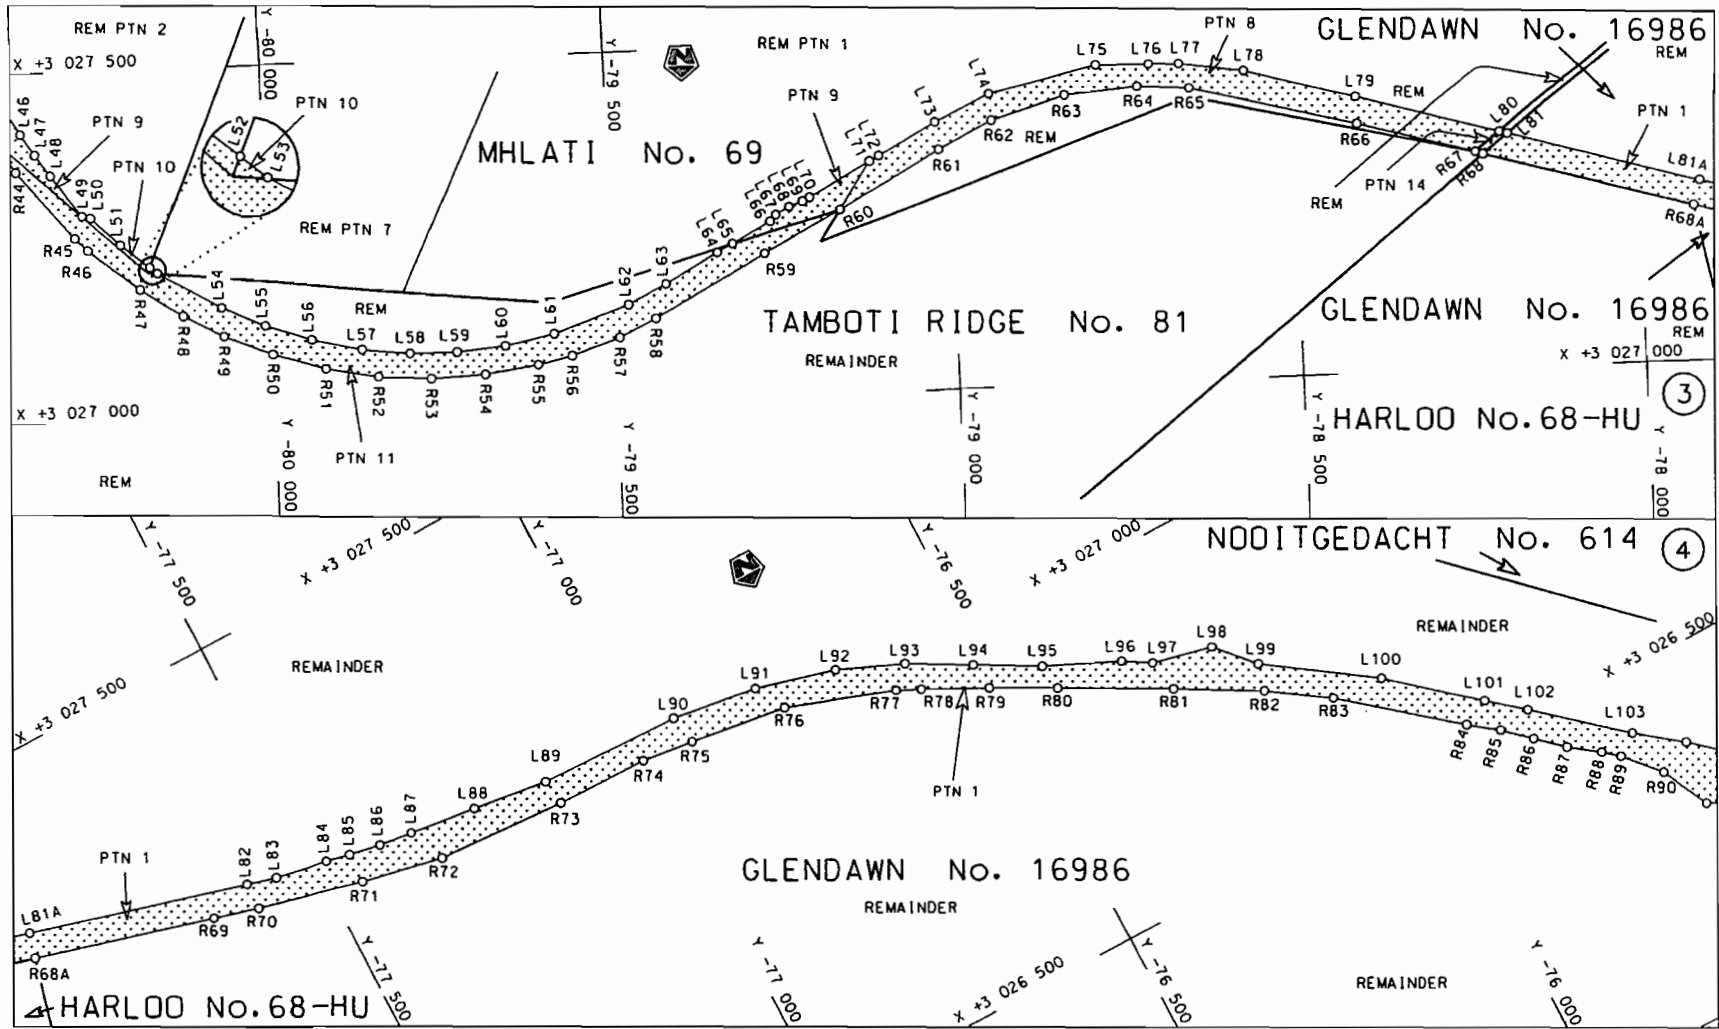 REM PTN 2
Y -80 000
X +3 027 500
Y -79 500
N
REM PTN 1
PTN 8
GLENDAWN No. 16986
REM
L46
L47
L48
PTN 9
PTN 10
L49
L50
L51
L52
L53
PTN 10
MHLATI No. 69
REM PTN 7
PTN 9
L75
L76
L77
L78
L74
L73
L72
L71
L70
L69
L68
L67
L66
L65
L64
L63
L62
L61
L60
L59
L58
L57
L56
L55
L54
L79
REM
L80
L81
PTN 1
L81A
R44
R45
R46
R47
R48
R49
R50
R51
R52
R53
R54
R55
R56
R57
R58
R59
R60
R61
R62
REM
R63
R64
R65
R66
R67
R68
R68A
PTN 14
REM
REM
TAMBOTI RIDGE No. 81
REMAINDER
GLENDAWN No. 16986
REM
X +3 027 000
3
HARLOO No.68-HU
X +3 027 000
PTN 11
REM
Y -80 000
Y -79 500
Y -79 000
Y -78 500
Y -78 000
Y -77 500
X +3 027 500
Y -77 000
N
Y -76 500
X +3 027 000
NOOITGEDACHT No. 614
4
REMAINDER
X +3 026 500
REMAINDER
X +3 027 500
L81A
PTN 1
L82
L83
L84
L85
L86
L87
L88
L89
L90
L91
L92
L93
L94
L95
L96
L97
L98
L99
L100
L101
L102
L103
R68A
R69
R70
R71
R72
R73
R74
R75
R76
R77
R78
R79
R80
R81
R82
R83
R84
R85
R86
R87
R88
R89
R90
PTN 1
GLENDAWN No. 16986
REMAINDER
HARLOO No.68-HU
Y -77 500
Y -77 000
X +3 026 500
Y -76 500
REMAINDER
Y -76 000